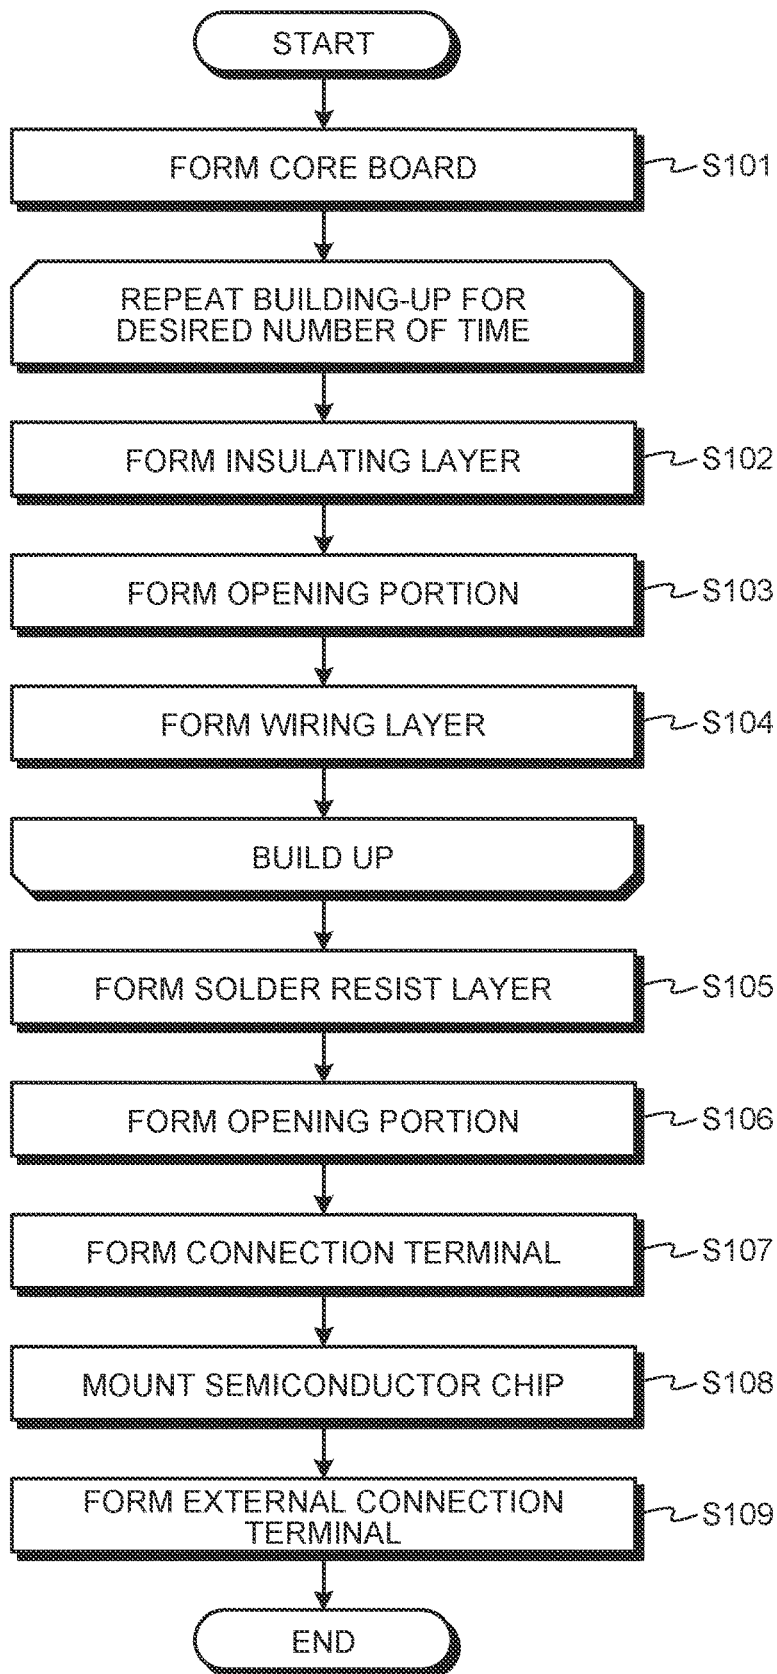 START
FORM CORE BOARD
S101
REPEAT BUILDING-UP FOR
DESIRED NUMBER OF TIME
FORM INSULATING LAYER
S102
FORM OPENING PORTION
S103
FORM WIRING LAYER
S104
BUILD UP
FORM SOLDER RESIST LAYER
S105
FORM OPENING PORTION
S106
FORM CONNECTION TERMINAL
S107
MOUNT SEMICONDUCTOR CHIP
S108
FORM EXTERNAL CONNECTION
TERMINAL
S109
END